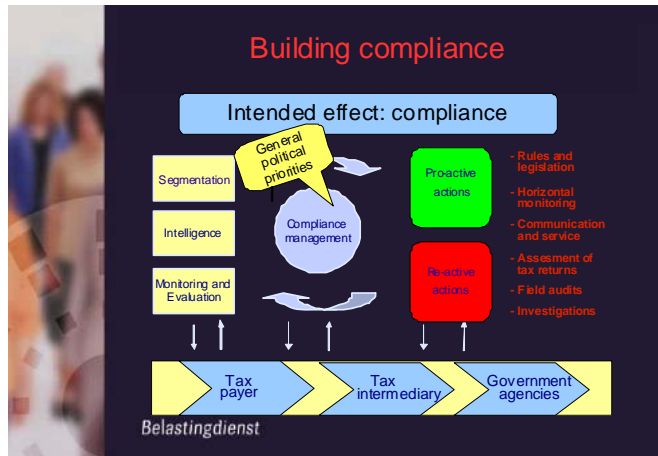 Building compliance
Intended effect: compliance
General
political
priorities
Segmentation
Intelligence
Monitoring and
Evaluation
Compliance
management
Pro-active
actions
Re-active
actions
- Rules and
legislation
- Horizontal
monitoring
- Communication
and service
- Assesment of
tax returns
- Field audits
- Investigations
Tax
payer
Tax
intermediary
Government
agencies
Belastingdienst